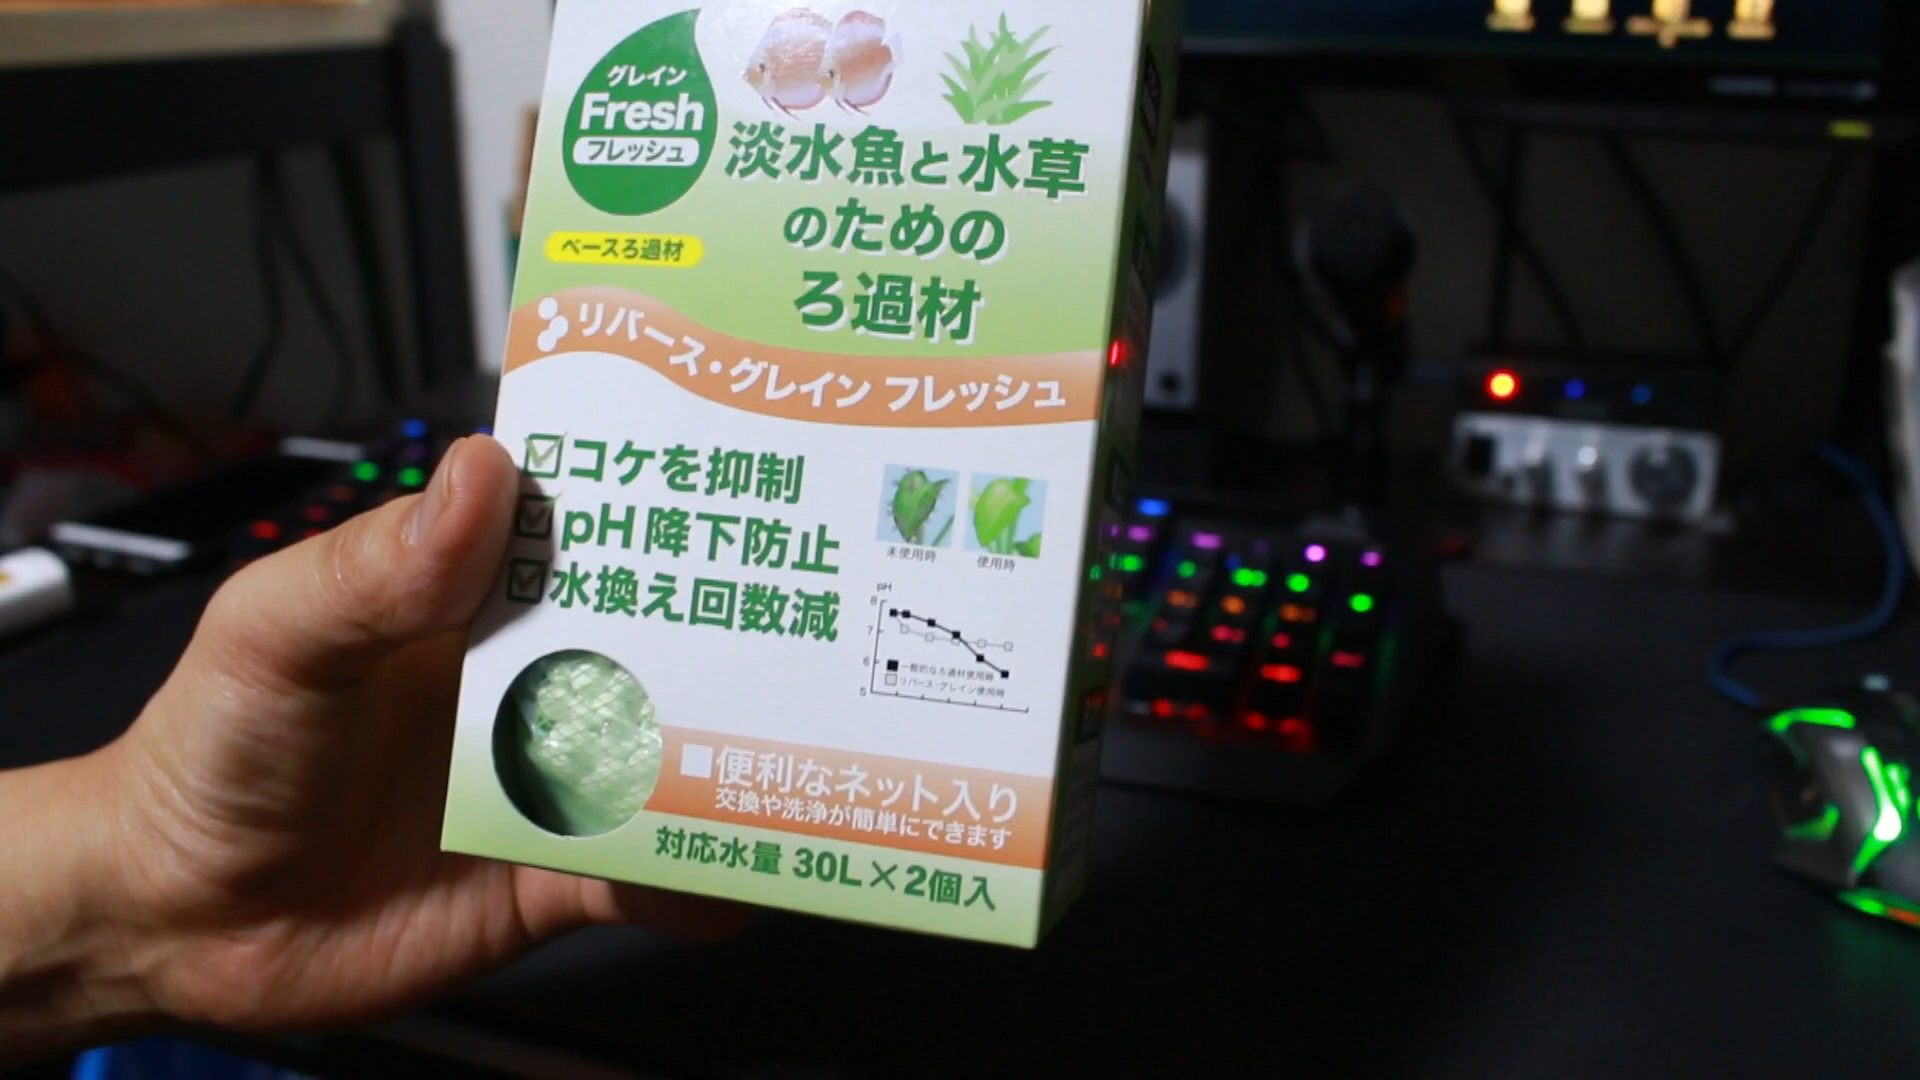 グレイン
Fresh
フレッシュ
淡水魚と水草
のための
ろ過材
ベースろ過材
リバース・グレイン フレッシュ
コケを抑制
pH降下防止
水換え回数減
未使用時
使用時
pH
8
7
6
5
一般的なろ過材使用時
リバース・グレイン使用時
■便利なネット入り
交換や洗浄が簡単にできます
対応水量 30L×2個入